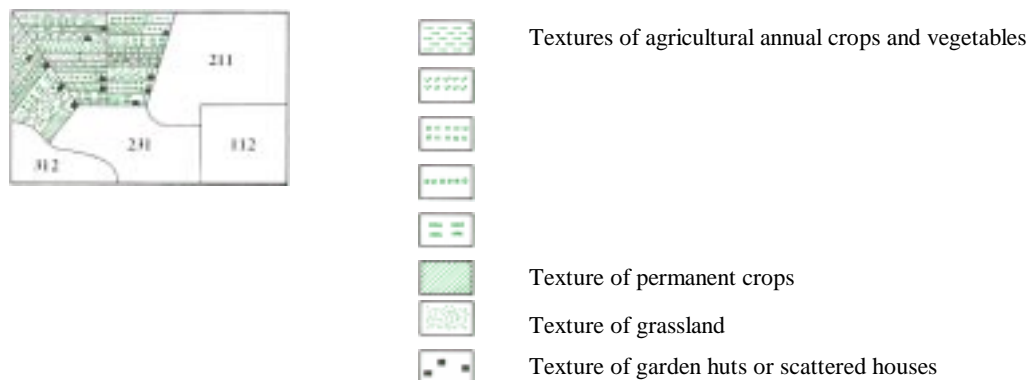 211
231
112
312
Textures of agricultural annual crops and vegetables
Texture of permanent crops
Texture of grassland
Texture of garden huts or scattered houses